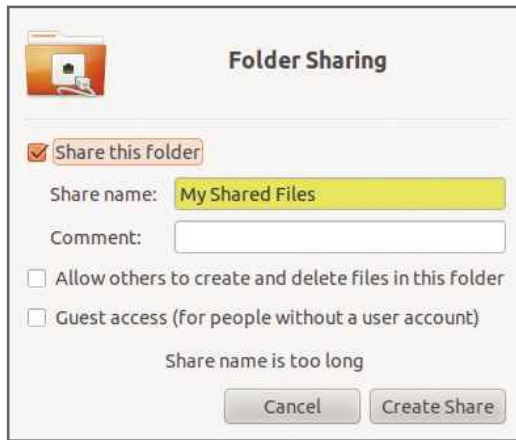 Folder Sharing
Share this folder
Share name: My Shared Files
Comment:
Allow others to create and delete files in this folder
Guest access (for people without a user account)
Share name is too long
Cancel Create Share